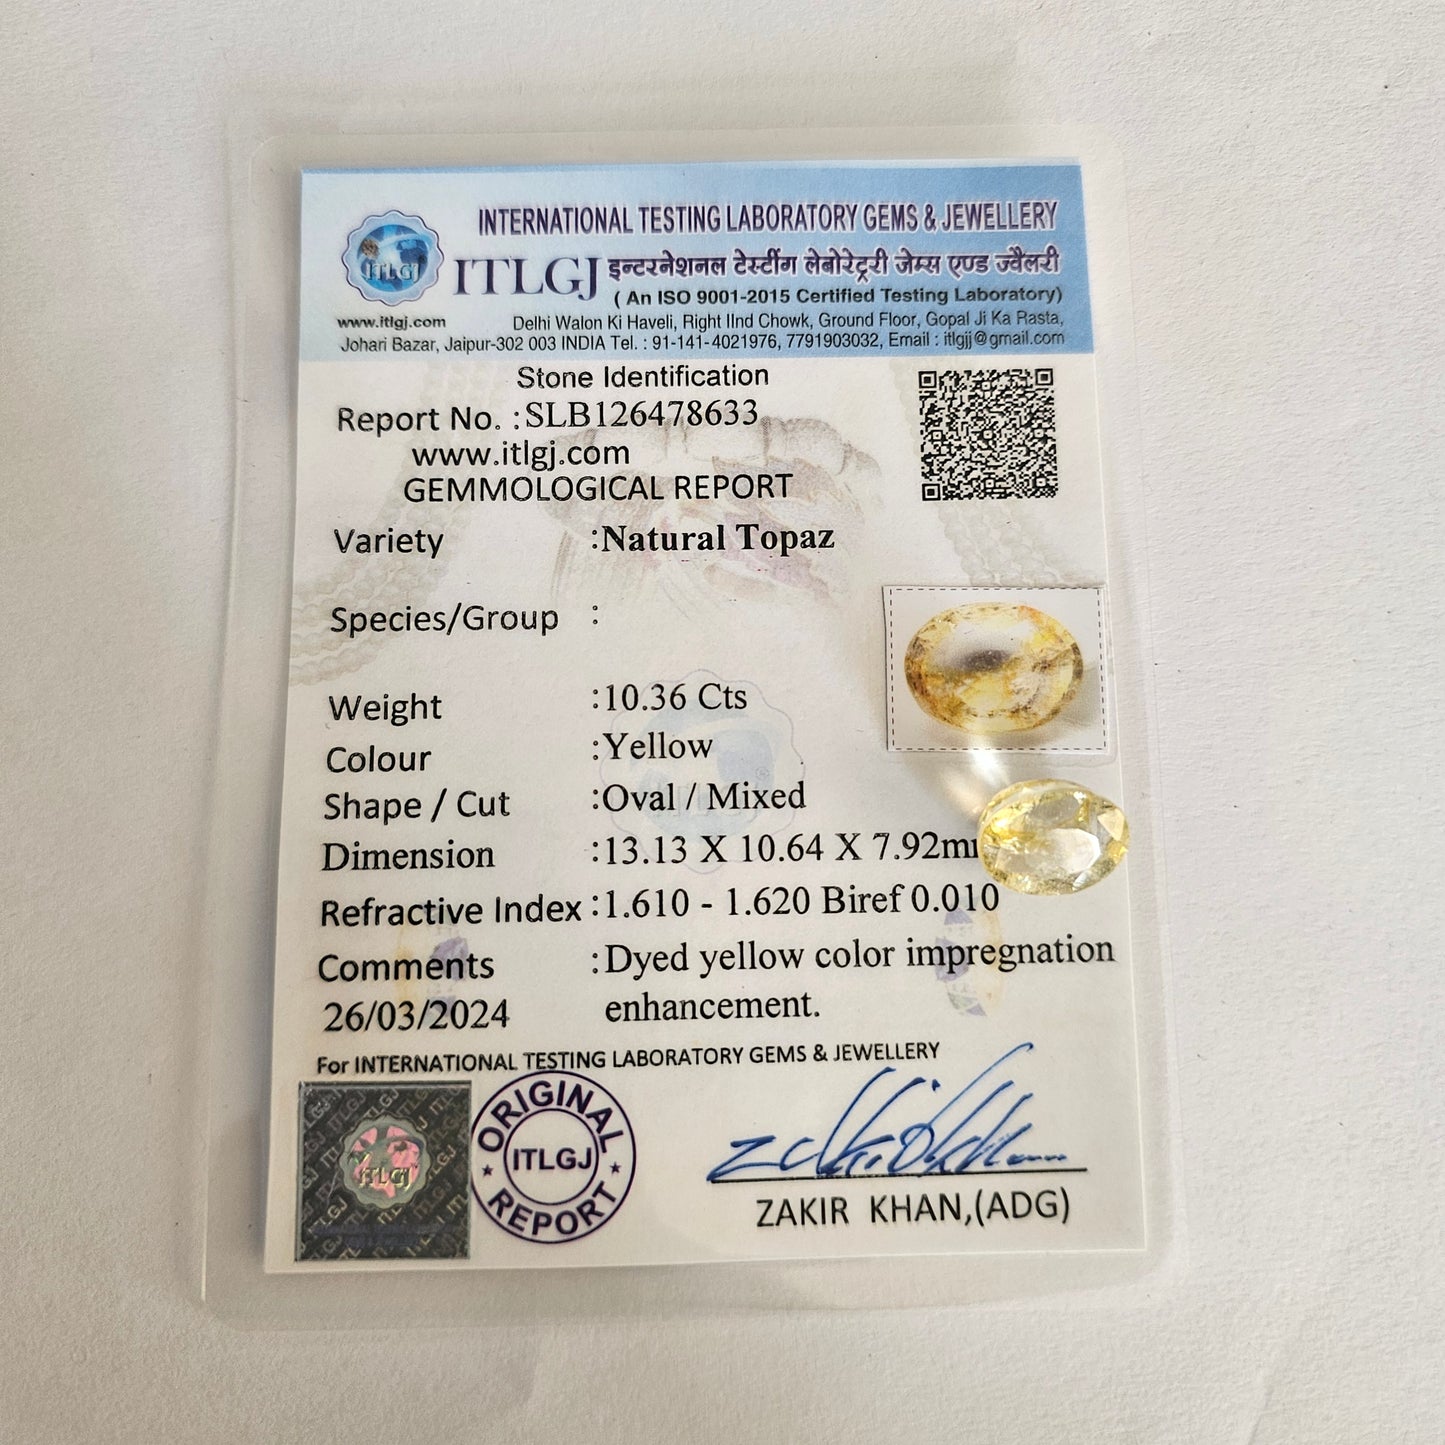 INTERNATIONAL TESTING LABORATORY GEMS & JEWELLERY
ITLGJ
ITLGJ इन्टरनेशनल टेस्टींग लेबोरेट्ररी जेम्स एण्ड ज्वैलरी
( An ISO 9001-2015 Certified Testing Laboratory)
www.itlgj.com Delhi Walon Ki Haveli, Right IInd Chowk, Ground Floor, Gopal Ji Ka Rasta,
Johari Bazar, Jaipur-302 003 INDIA Tel. : 91-141-4021976, 7791903032, Email : itlgjj@gmail.com
Stone Identification
Report No. :SLB126478633
www.itlgj.com
GEMMOLOGICAL REPORT
Variety :Natural Topaz
Species/Group :
Weight :10.36 Cts
Colour :Yellow
Shape / Cut :Oval / Mixed
Dimension :13.13 X 10.64 X 7.92m
Refractive Index :1.610 - 1.620 Biref 0.010
Comments :Dyed yellow color impregnation
26/03/2024 enhancement.
For INTERNATIONAL TESTING LABORATORY GEMS & JEWELLERY
ITLGJ
ORIGINAL
ITLGJ
REPORT
ZAKIR KHAN,(ADG)